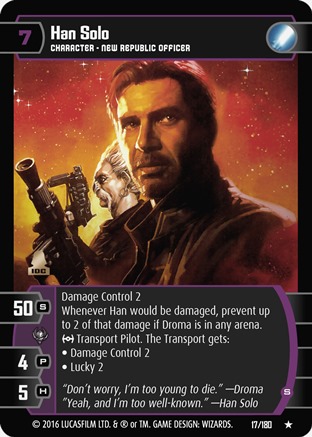 7
Han Solo
CHARACTER • NEW REPUBLIC OFFICER
IDC
50 S
4 P
5 H
Damage Control 2
Whenever Han would be damaged, prevent up
to 2 of that damage if Droma is in any arena.
Transport Pilot. The Transport gets:
• Damage Control 2
• Lucky 2
"Don't worry, I'm too young to die." —Droma
"Yeah, and I'm too well-known." —Han Solo
S
© 2016 LUCASFILM LTD. & ® or TM. GAME DESIGN: WIZARDS.
17/180